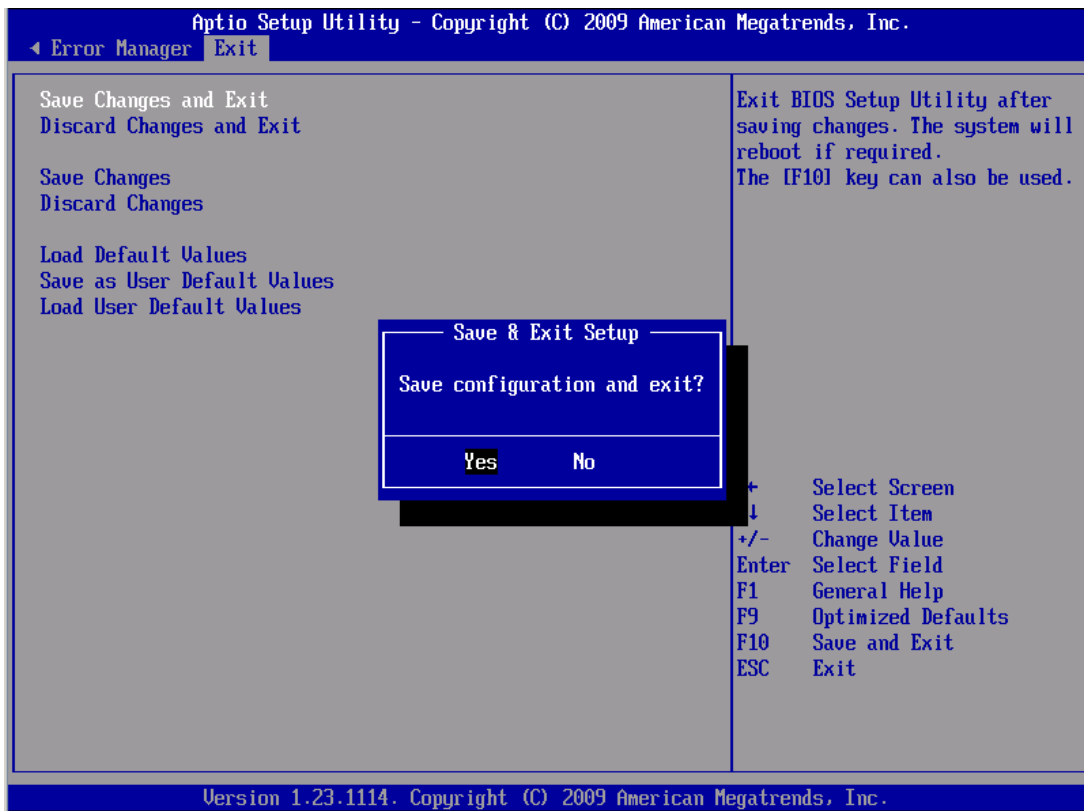 Aptio Setup Utility - Copyright (C) 2009 American Megatrends, Inc.
Error Manager Exit
Save Changes and Exit
Discard Changes and Exit
Save Changes
Discard Changes
Load Default Values
Save as User Default Values
Load User Default Values
Exit BIOS Setup Utility after
saving changes. The system will
reboot if required.
The [F10] key can also be used.
Save & Exit Setup
Save configuration and exit?
Yes No
Select Screen
Select Item
+/- Change Value
Enter Select Field
F1 General Help
F9 Optimized Defaults
F10 Save and Exit
ESC Exit
Version 1.23.1114. Copyright (C) 2009 American Megatrends, Inc.